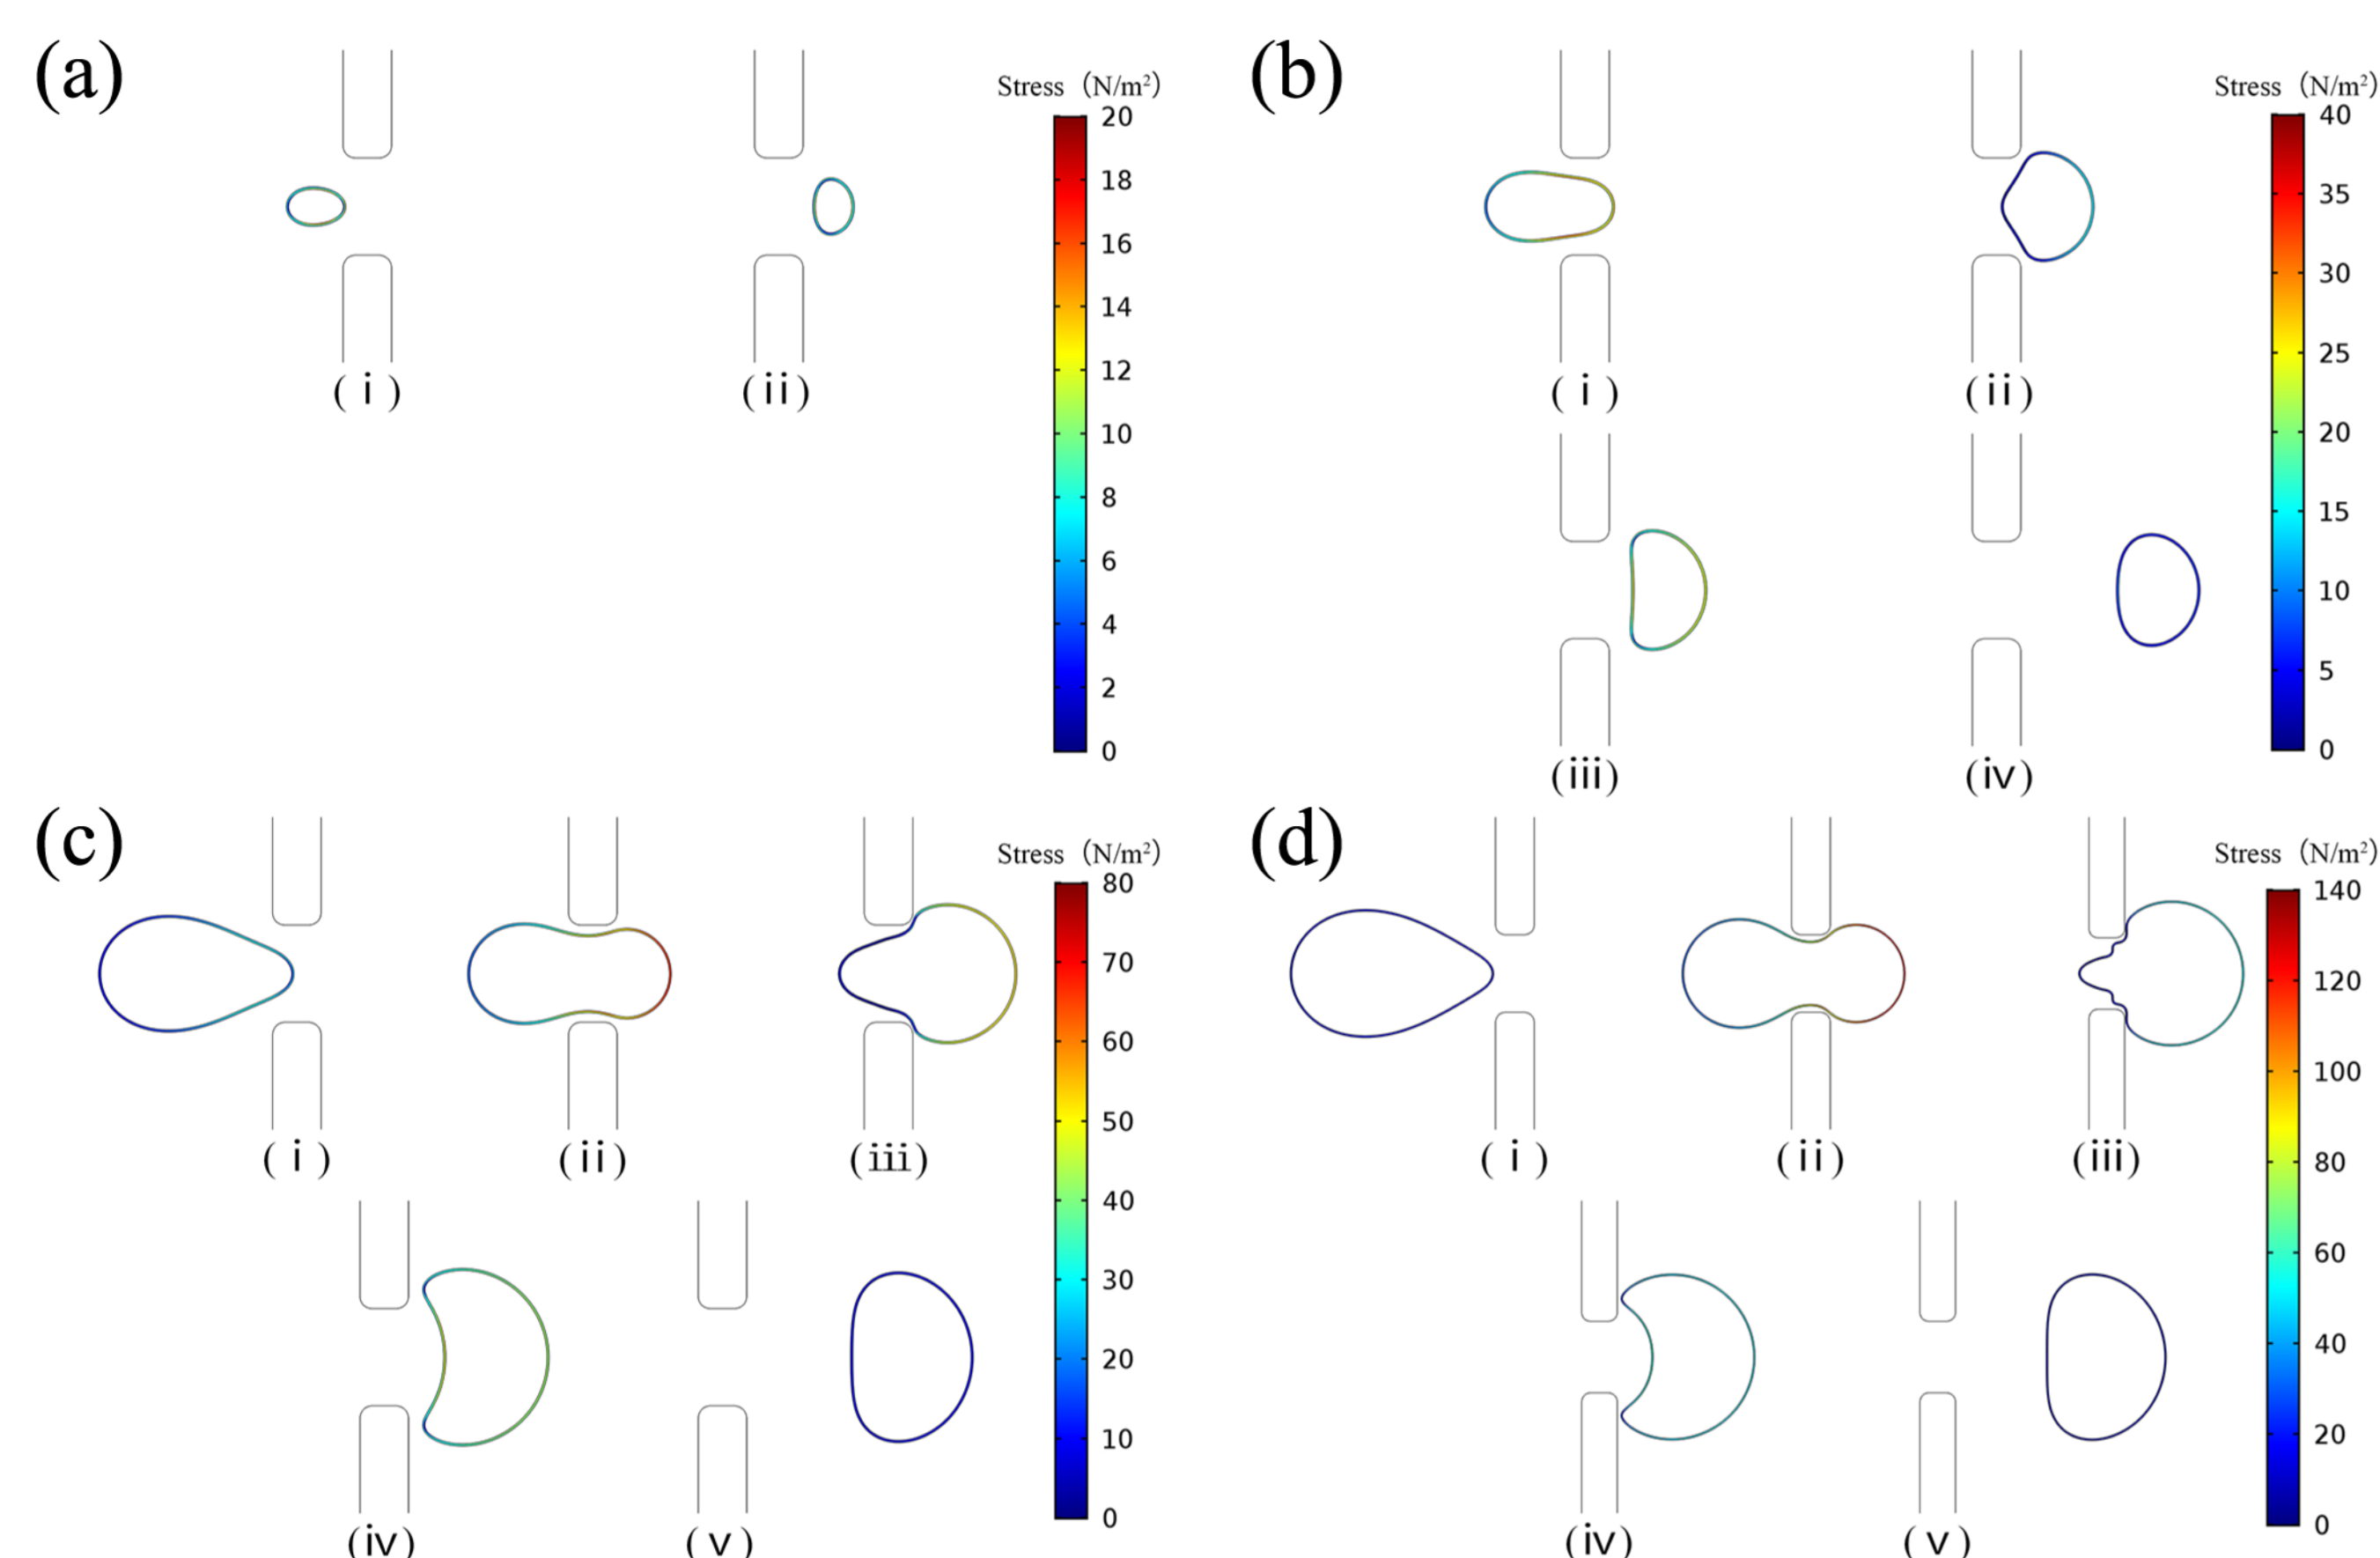 (a)
Stress (N/m²)
20
18
16
14
12
10
8
6
4
2
0
( i )
( ii )
(b)
Stress (N/m²)
40
35
30
25
20
15
10
5
0
( i )
( ii )
(iii)
(iv)
(c)
Stress (N/m²)
80
70
60
50
40
30
20
10
0
( i )
( ii )
(iii)
(iv)
( v )
(d)
Stress (N/m²)
140
120
100
80
60
40
20
0
( i )
( ii )
(iii)
(iv)
( v )